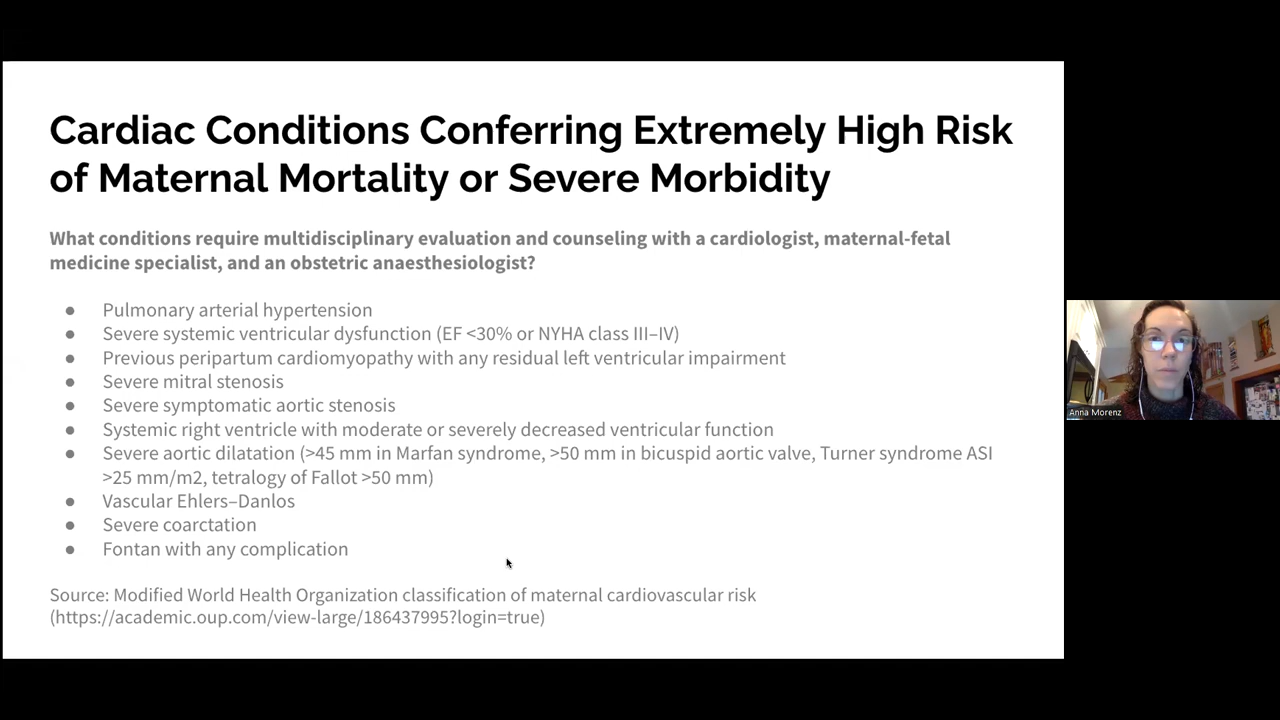 Cardiac Conditions Conferring Extremely High Risk
of Maternal Mortality or Severe Morbidity
What conditions require multidisciplinary evaluation and counseling with a cardiologist, maternal-fetal
medicine specialist, and an obstetric anaesthesiologist?
● Pulmonary arterial hypertension
● Severe systemic ventricular dysfunction (EF <30% or NYHA class III–IV)
● Previous peripartum cardiomyopathy with any residual left ventricular impairment
● Severe mitral stenosis
● Severe symptomatic aortic stenosis
● Systemic right ventricle with moderate or severely decreased ventricular function
● Severe aortic dilatation (>45 mm in Marfan syndrome, >50 mm in bicuspid aortic valve, Turner syndrome ASI
>25 mm/m2, tetralogy of Fallot >50 mm)
● Vascular Ehlers–Danlos
● Severe coarctation
● Fontan with any complication
Source: Modified World Health Organization classification of maternal cardiovascular risk
(https://academic.oup.com/view-large/186437995?login=true)
Anna Morenz